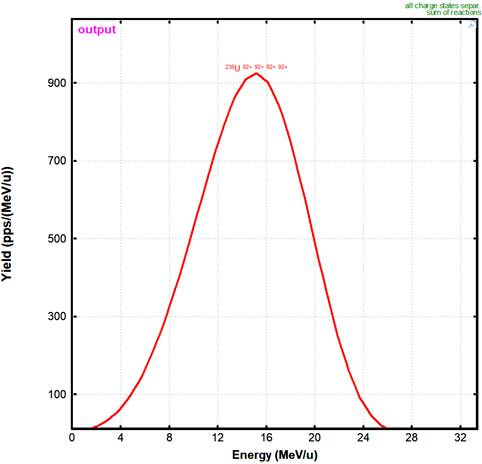 all charge states separ.
sum of reactions
output
238U 92+ 92+ 92+ 92+
900
700
500
300
100
0 4 8 12 16 20 24 28 32
Yield (pps/(MeV/u))
Energy (MeV/u)